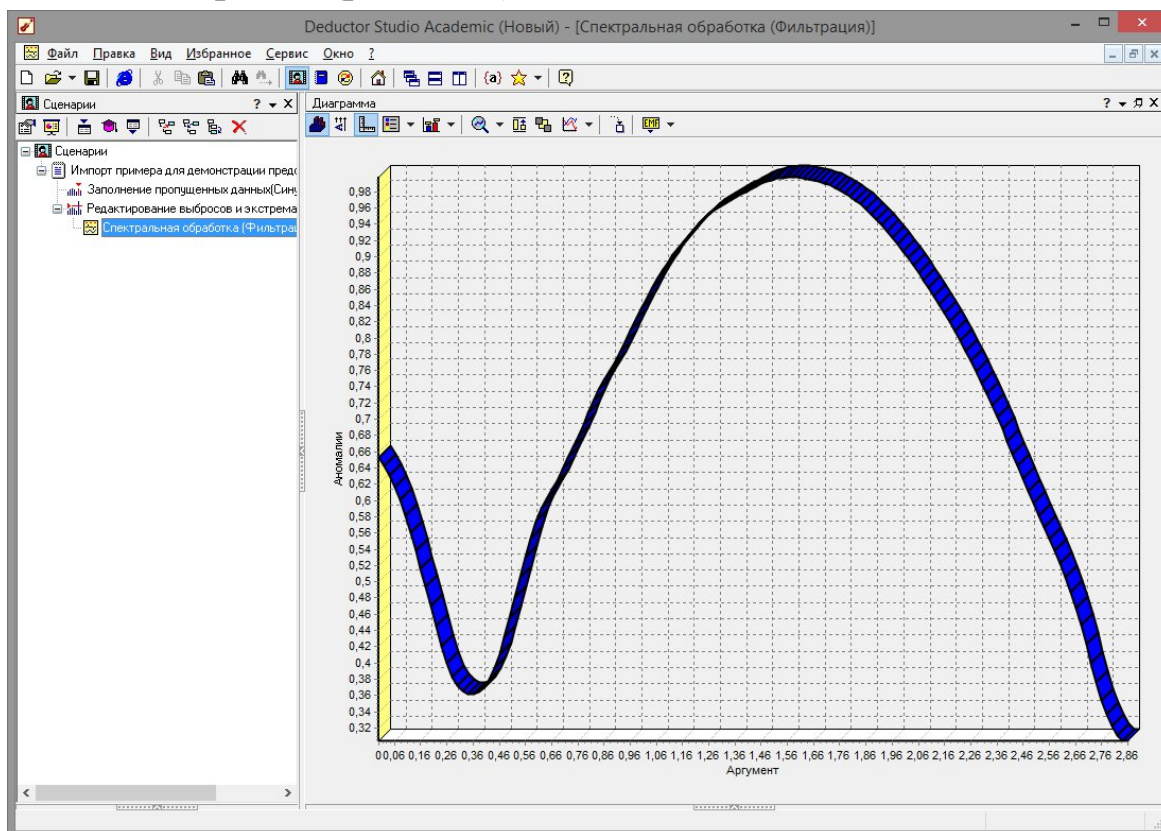 Deductor Studio Academic (Новый) - [Спектральная обработка (Фильтрация)]
Файл Правка Вид Избранное Сервис Окно ?
Сценарии
Сценарии
Импорт примера для демонстрации пред
Заполнение пропущенных данных(Син
Редактирование выбросов и экстрема
Спектральная обработка (Фильтра
Диаграмма
EMF
0,98
0,96
0,94
0,92
0,9
0,88
0,86
0,84
0,82
0,8
0,78
0,76
0,74
0,72
0,7
0,68
0,66
0,64
0,62
0,6
0,58
0,56
0,54
0,52
0,5
0,48
0,46
0,44
0,42
0,4
0,38
0,36
0,34
0,32
Аномалии
0 0,06 0,16 0,26 0,36 0,46 0,56 0,66 0,76 0,86 0,96 1,06 1,16 1,26 1,36 1,46 1,56 1,66 1,76 1,86 1,96 2,06 2,16 2,26 2,36 2,46 2,56 2,66 2,76 2,86
Аргумент